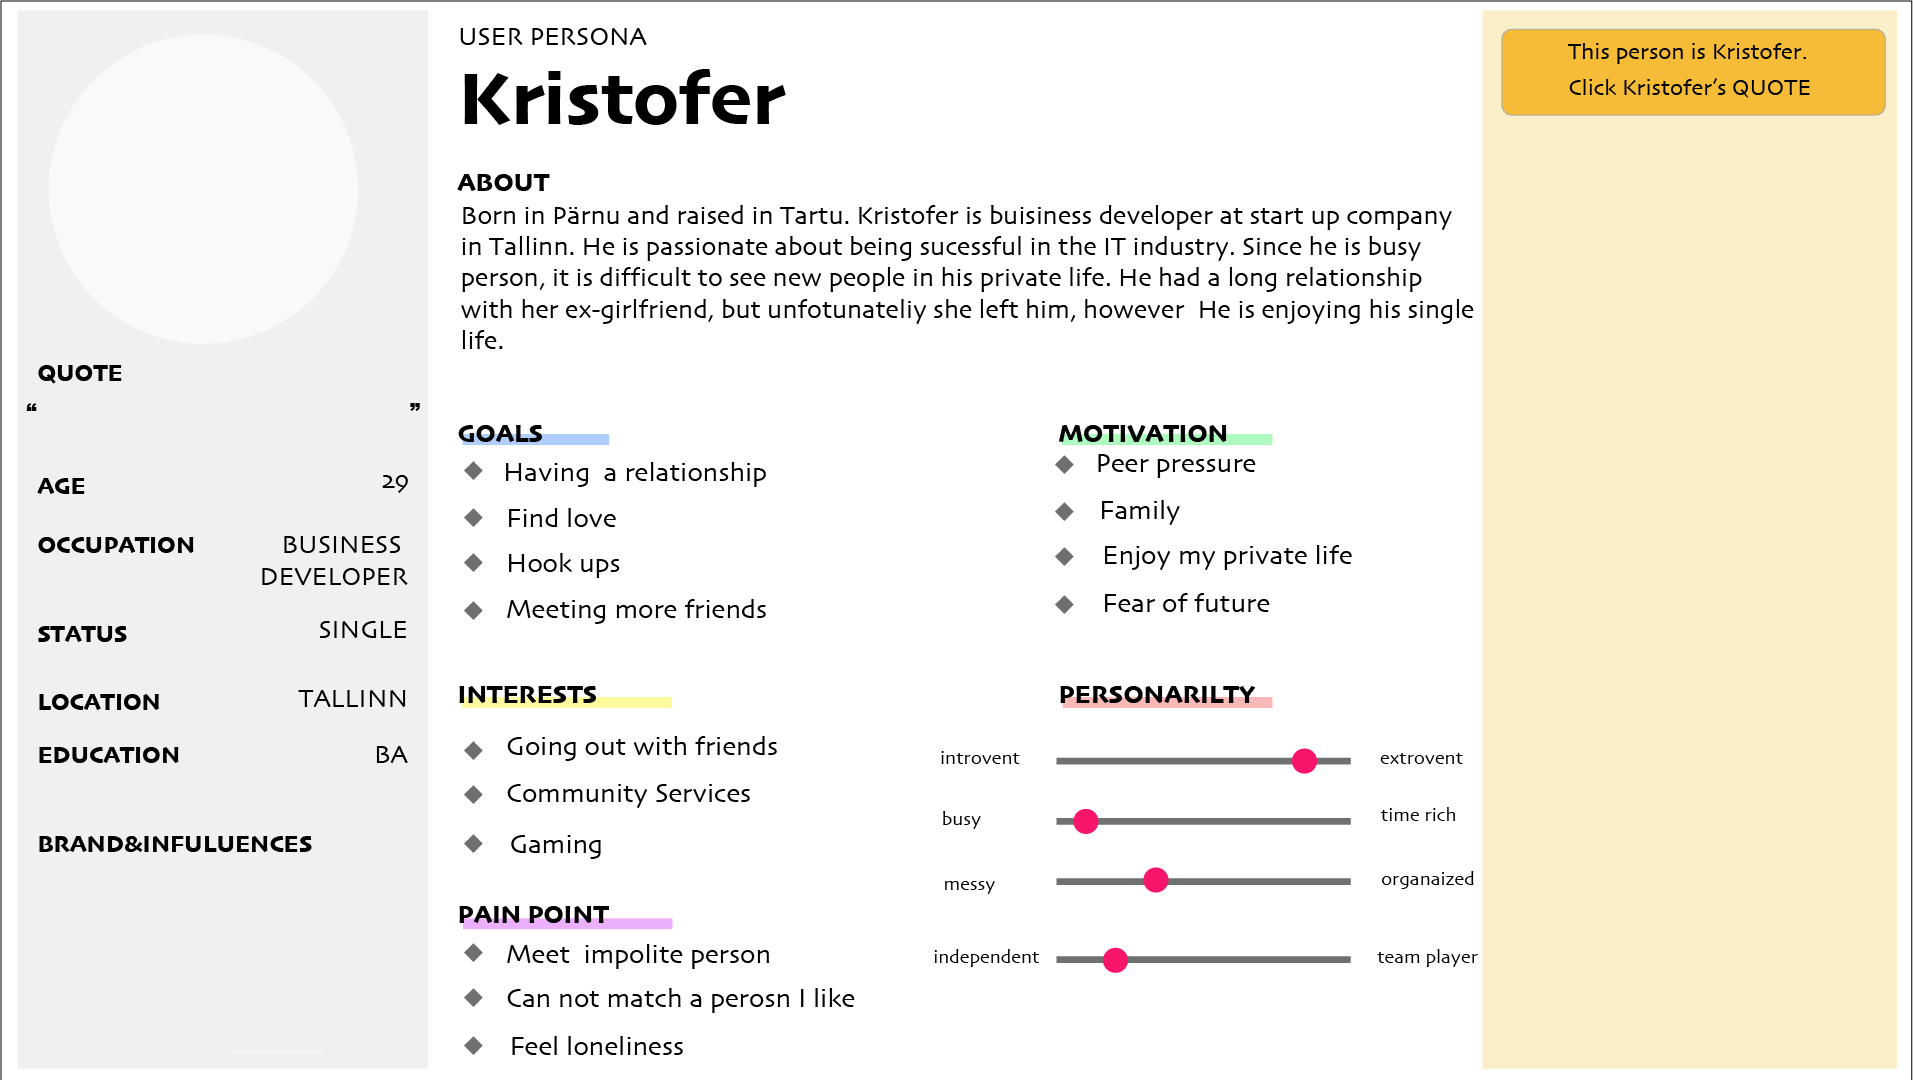 USER PERSONA
Kristofer
ABOUT
Born in Pärnu and raised in Tartu. Kristofer is buisiness developer at start up company
in Tallinn. He is passionate about being sucessful in the IT industry. Since he is busy
person, it is difficult to see new people in his private life. He had a long relationship
with her ex-girlfriend, but unfotunateliy she left him, however  He is enjoying his single
life.
QUOTE
“ ”
AGE 29
OCCUPATION BUSINESS
DEVELOPER
STATUS SINGLE
LOCATION TALLINN
EDUCATION BA
BRAND&INFULUENCES
GOALS
Having  a relationship
Find love
Hook ups
Meeting more friends
MOTIVATION
Peer pressure
Family
Enjoy my private life
Fear of future
INTERESTS
Going out with friends
Community Services
Gaming
PAIN POINT
Meet  impolite person
Can not match a perosn I like
Feel loneliness
PERSONARILTY
introvent extrovent
busy time rich
messy organaized
independent team player
This person is Kristofer.
Click Kristofer’s QUOTE